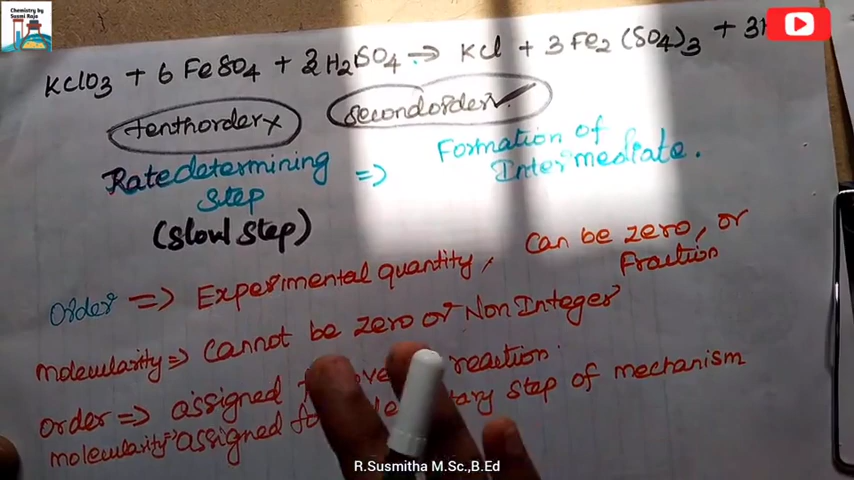 Chemistry by
Susmi Raja
KClO3 + 6 FeSO4 + 3 H2SO4 → KCl + 3 Fe2 (SO4)3 + 3
tenthorder x
secondorder ✓
Ratedetermining
step
(slow step)
⇒
Formation of
Intermediate.
Order ⇒ Experimental quantity, Can be zero, or
Fraction
molecularity ⇒ Cannot be zero or Non Integer
order ⇒ assigned reaction
molecularity ⇒ assigned step of mechanism
R.Susmitha M.Sc.,B.Ed